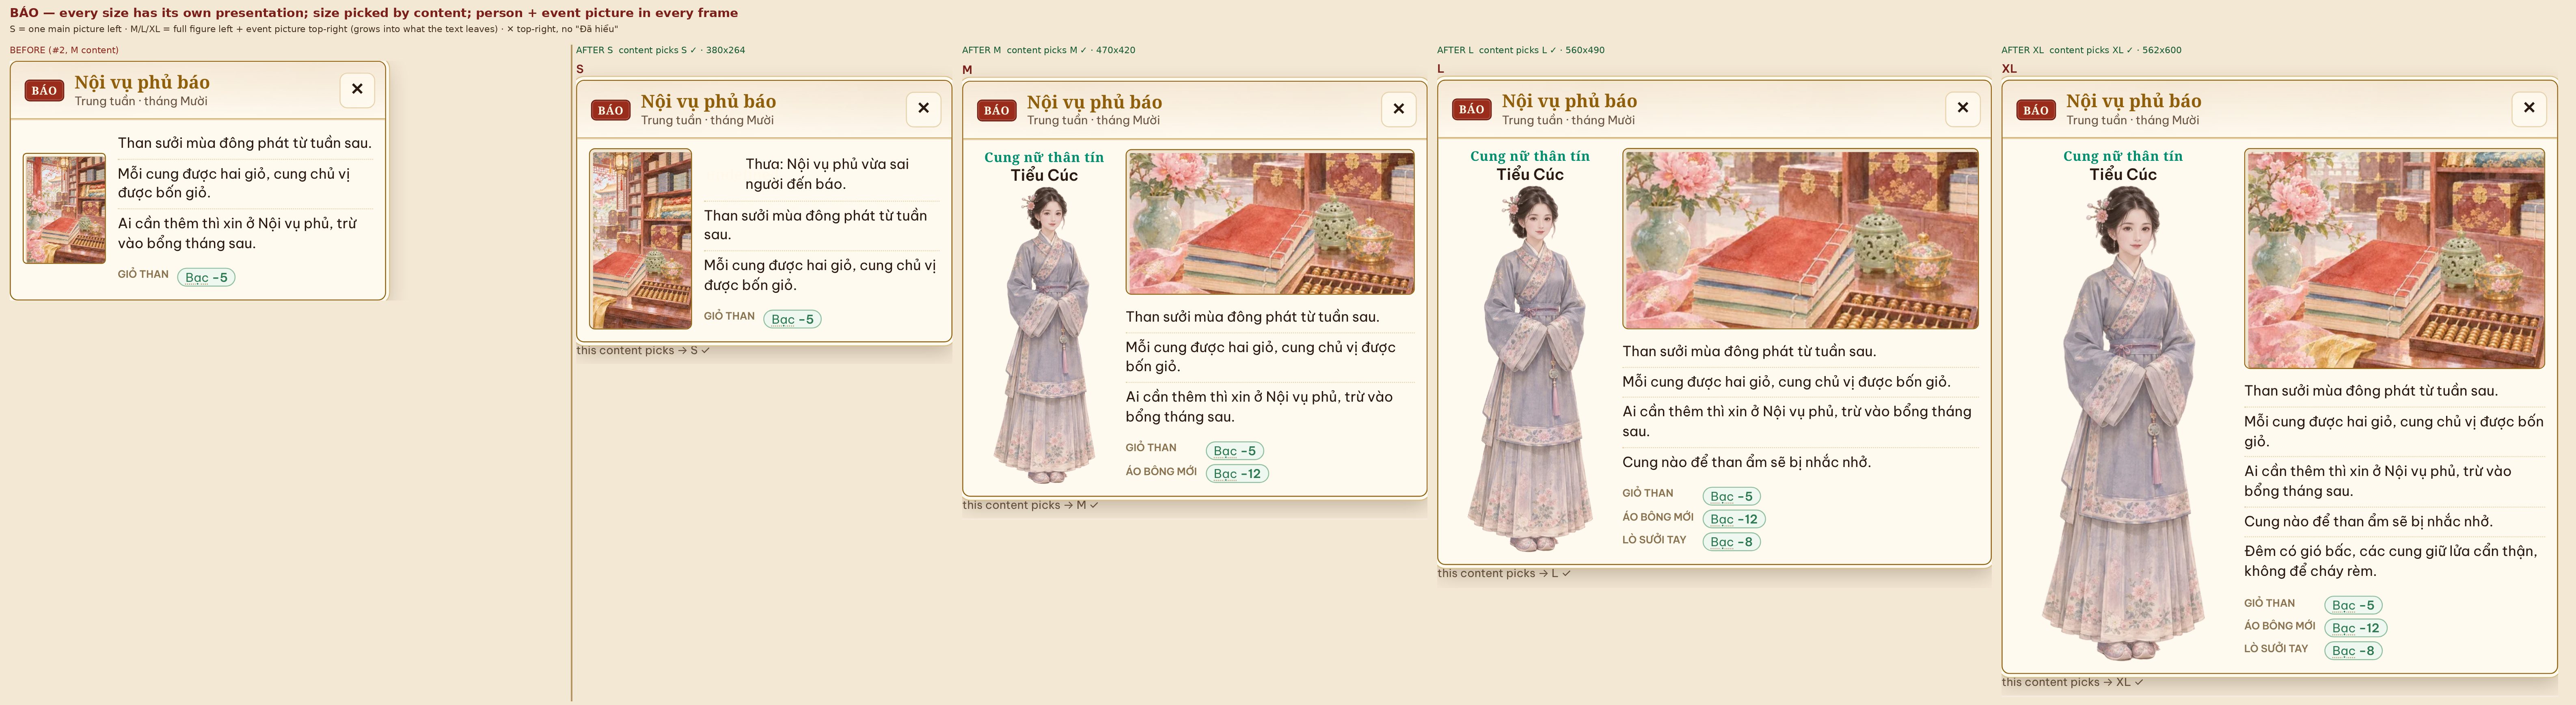 BÁO — every size has its own presentation; size picked by content; person + event picture in every frame
S = one main picture left · M/L/XL = full figure left + event picture top-right (grows into what the text leaves) · ✕ top-right, no "Đã hiểu"
BEFORE (#2, M content)
BÁO
Nội vụ phủ báo
Trung tuần · tháng Mười
✕
Than sưởi mùa đông phát từ tuần sau.
Mỗi cung được hai giỏ, cung chủ vị
được bốn giỏ.
Ai cần thêm thì xin ở Nội vụ phủ, trừ
vào bổng tháng sau.
GIỎ THAN Bạc −5
AFTER S content picks S ✓ · 380x264
S
BÁO
Nội vụ phủ báo
Trung tuần · tháng Mười
✕
Thưa: Nội vụ phủ vừa sai
người đến báo.
Than sưởi mùa đông phát từ tuần
sau.
Mỗi cung được hai giỏ, cung chủ vị
được bốn giỏ.
GIỎ THAN Bạc −5
this content picks → S ✓
AFTER M content picks M ✓ · 470x420
M
BÁO
Nội vụ phủ báo
Trung tuần · tháng Mười
✕
Cung nữ thân tín
Tiểu Cúc
Than sưởi mùa đông phát từ tuần sau.
Mỗi cung được hai giỏ, cung chủ vị được
bốn giỏ.
Ai cần thêm thì xin ở Nội vụ phủ, trừ vào
bổng tháng sau.
GIỎ THAN Bạc −5
ÁO BÔNG MỚI Bạc −12
this content picks → M ✓
AFTER L content picks L ✓ · 560x490
L
BÁO
Nội vụ phủ báo
Trung tuần · tháng Mười
✕
Cung nữ thân tín
Tiểu Cúc
Than sưởi mùa đông phát từ tuần sau.
Mỗi cung được hai giỏ, cung chủ vị được bốn giỏ.
Ai cần thêm thì xin ở Nội vụ phủ, trừ vào bổng tháng
sau.
Cung nào để than ẩm sẽ bị nhắc nhở.
GIỎ THAN Bạc −5
ÁO BÔNG MỚI Bạc −12
LÒ SƯỞI TAY Bạc −8
this content picks → L ✓
AFTER XL content picks XL ✓ · 562x600
XL
BÁO
Nội vụ phủ báo
Trung tuần · tháng Mười
✕
Cung nữ thân tín
Tiểu Cúc
Than sưởi mùa đông phát từ tuần sau.
Mỗi cung được hai giỏ, cung chủ vị được bốn
giỏ.
Ai cần thêm thì xin ở Nội vụ phủ, trừ vào
bổng tháng sau.
Cung nào để than ẩm sẽ bị nhắc nhở.
Đêm có gió bấc, các cung giữ lửa cẩn thận,
không để cháy rèm.
GIỎ THAN Bạc −5
ÁO BÔNG MỚI Bạc −12
LÒ SƯỞI TAY Bạc −8
this content picks → XL ✓